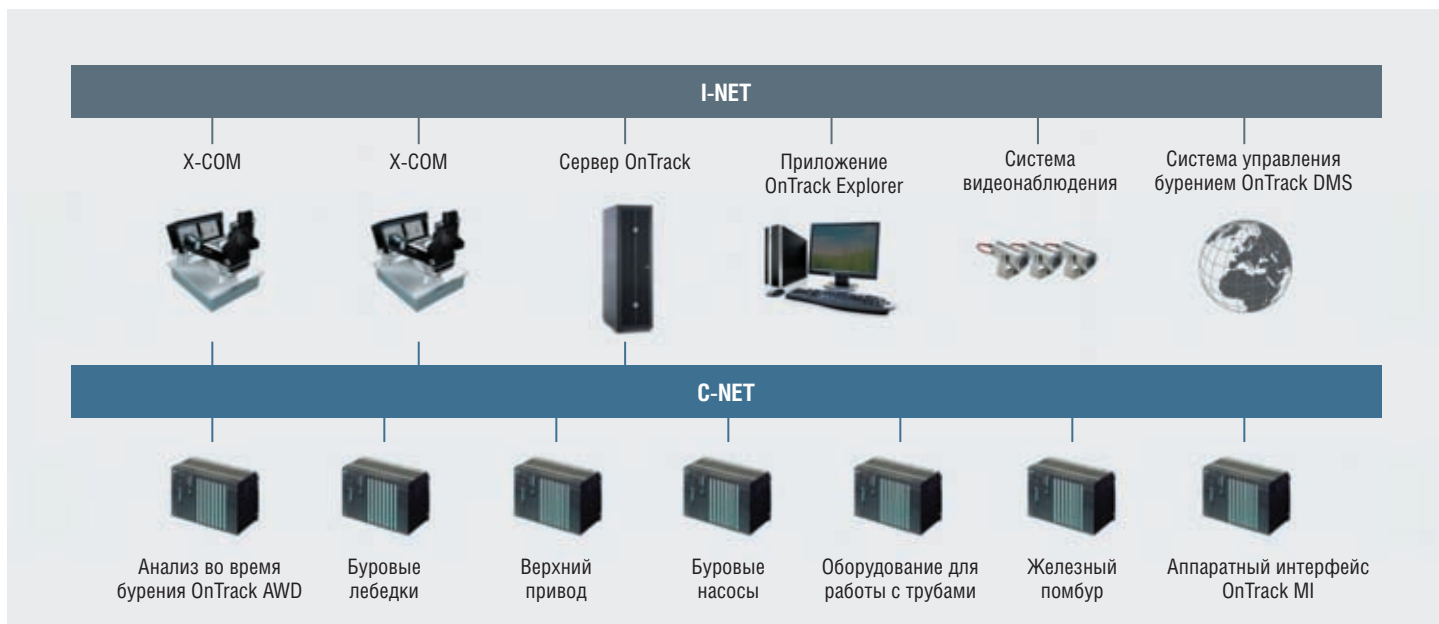 I-NET
X-COM
X-COM
Сервер OnTrack
Приложение
OnTrack Explorer
Система
видеонаблюдения
Система управления
бурением OnTrack DMS
C-NET
Анализ во время
бурения OnTrack AWD
Буровые
лебедки
Верхний
привод
Буровые
насосы
Оборудование для
работы с трубами
Железный
помбур
Аппаратный интерфейс
OnTrack MI